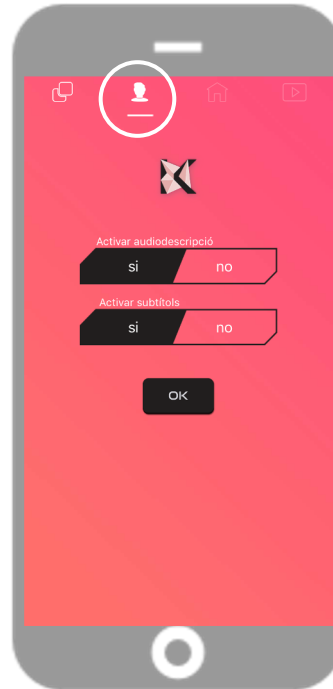 Activar audiodescripció
si no
Activar subtítols
si no
OK